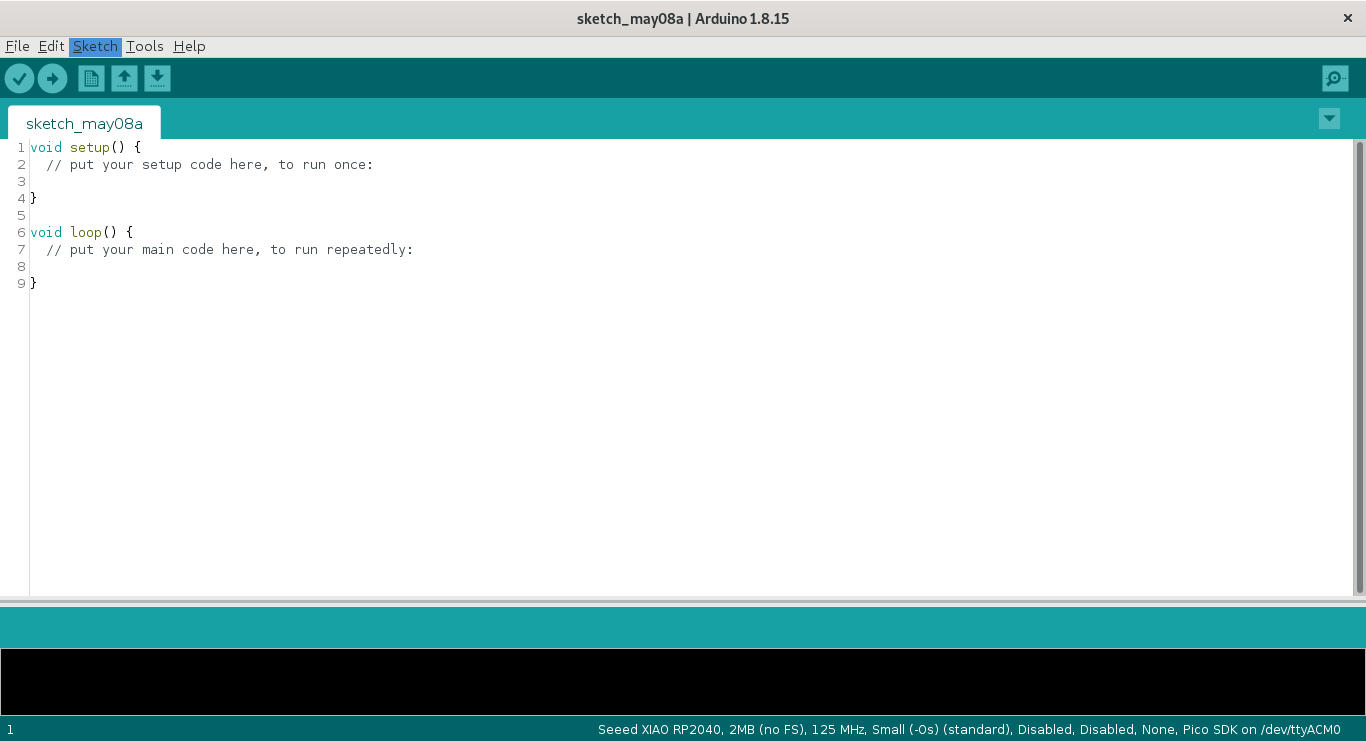 sketch_may08a | Arduino 1.8.15
File Edit Sketch Tools Help
sketch_may08a
1 void setup() {
2   // put your setup code here, to run once:
3
4 }
5
6 void loop() {
7   // put your main code here, to run repeatedly:
8
9 }
1 Seeed XIAO RP2040, 2MB (no FS), 125 MHz, Small (-Os) (standard), Disabled, Disabled, None, Pico SDK on /dev/ttyACM0